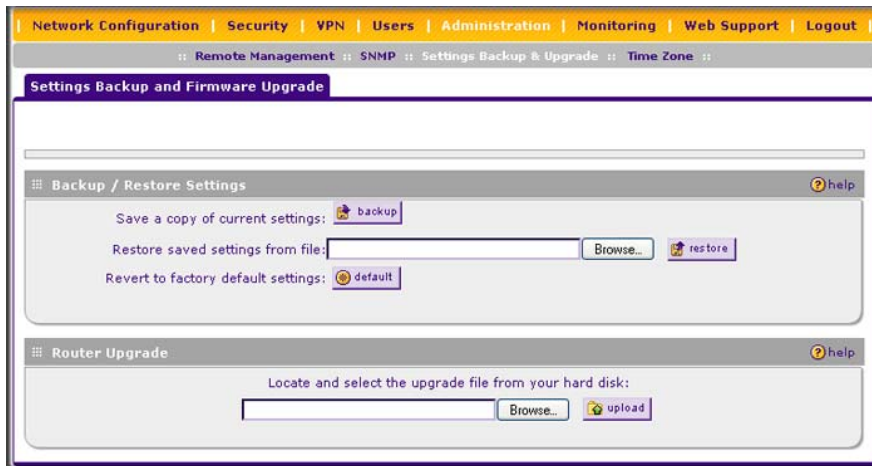 | Network Configuration | Security | VPN | Users | Administration | Monitoring | Web Support | Logout |
:: Remote Management :: SNMP :: Settings Backup & Upgrade :: Time Zone ::
Settings Backup and Firmware Upgrade
Backup / Restore Settings ? help
Save a copy of current settings: backup
Restore saved settings from file: Browse... restore
Revert to factory default settings: default
Router Upgrade ? help
Locate and select the upgrade file from your hard disk:
Browse... upload